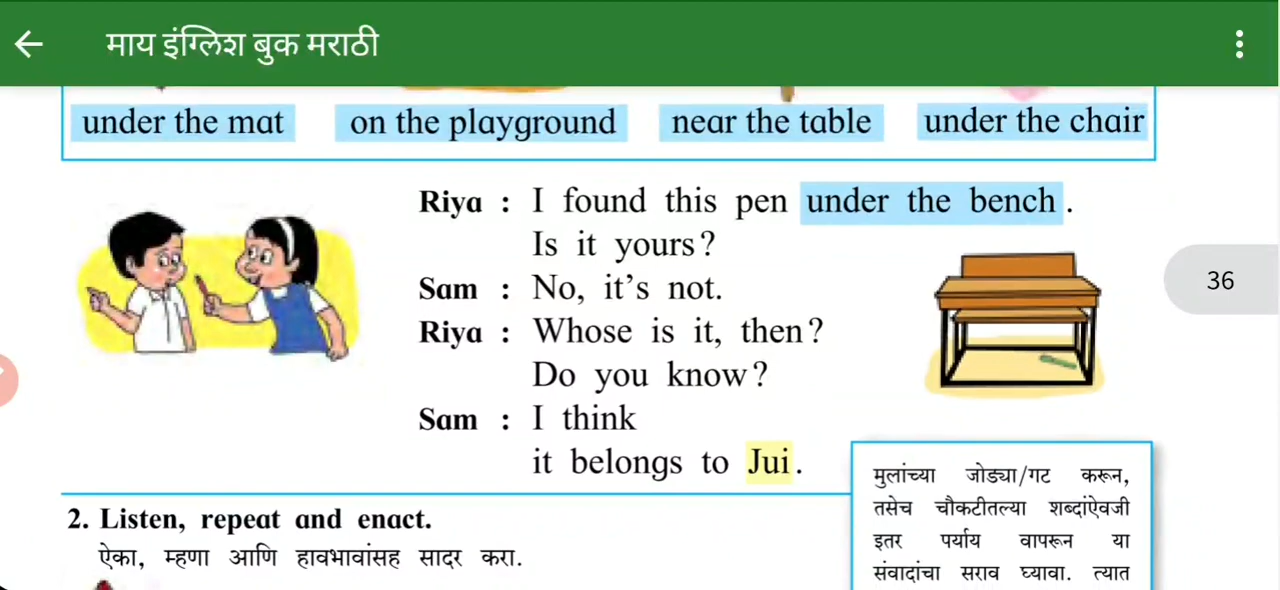 माय इंग्लिश बुक मराठी
under the mat on the playground near the table under the chair
Riya : I found this pen under the bench.
Is it yours?
Sam : No, it's not.
Riya : Whose is it, then?
Do you know?
Sam : I think
it belongs to Jui.
36
2. Listen, repeat and enact.
ऐका, म्हणा आणि हावभावांसह सादर करा.
मुलांच्या जोड्या/गट करून,
तसेच चौकटीतल्या शब्दांऐवजी
इतर पर्याय वापरून या
संवादांचा सराव घ्यावा. त्यात